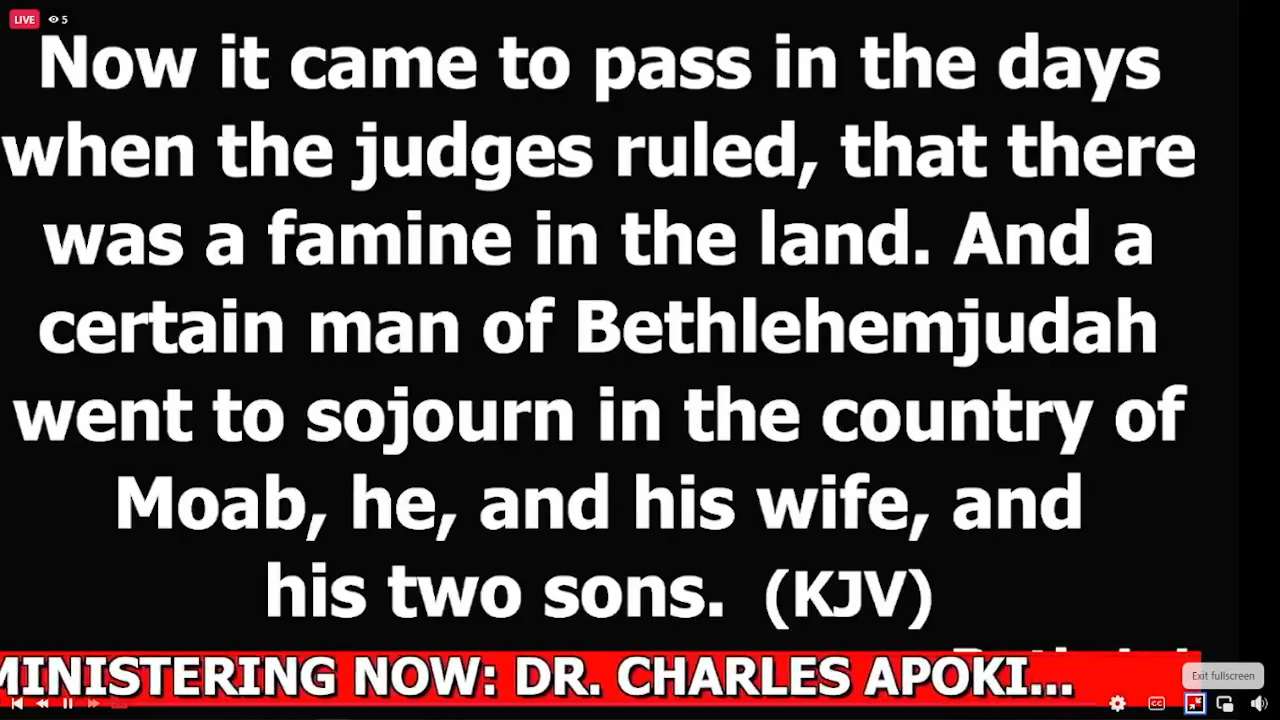 LIVE 5
Now it came to pass in the days
when the judges ruled, that there
was a famine in the land. And a
certain man of Bethlehemjudah
went to sojourn in the country of
Moab, he, and his wife, and
his two sons. (KJV)
MINISTERING NOW: DR. CHARLES APOKI...
Exit fullscreen
CC